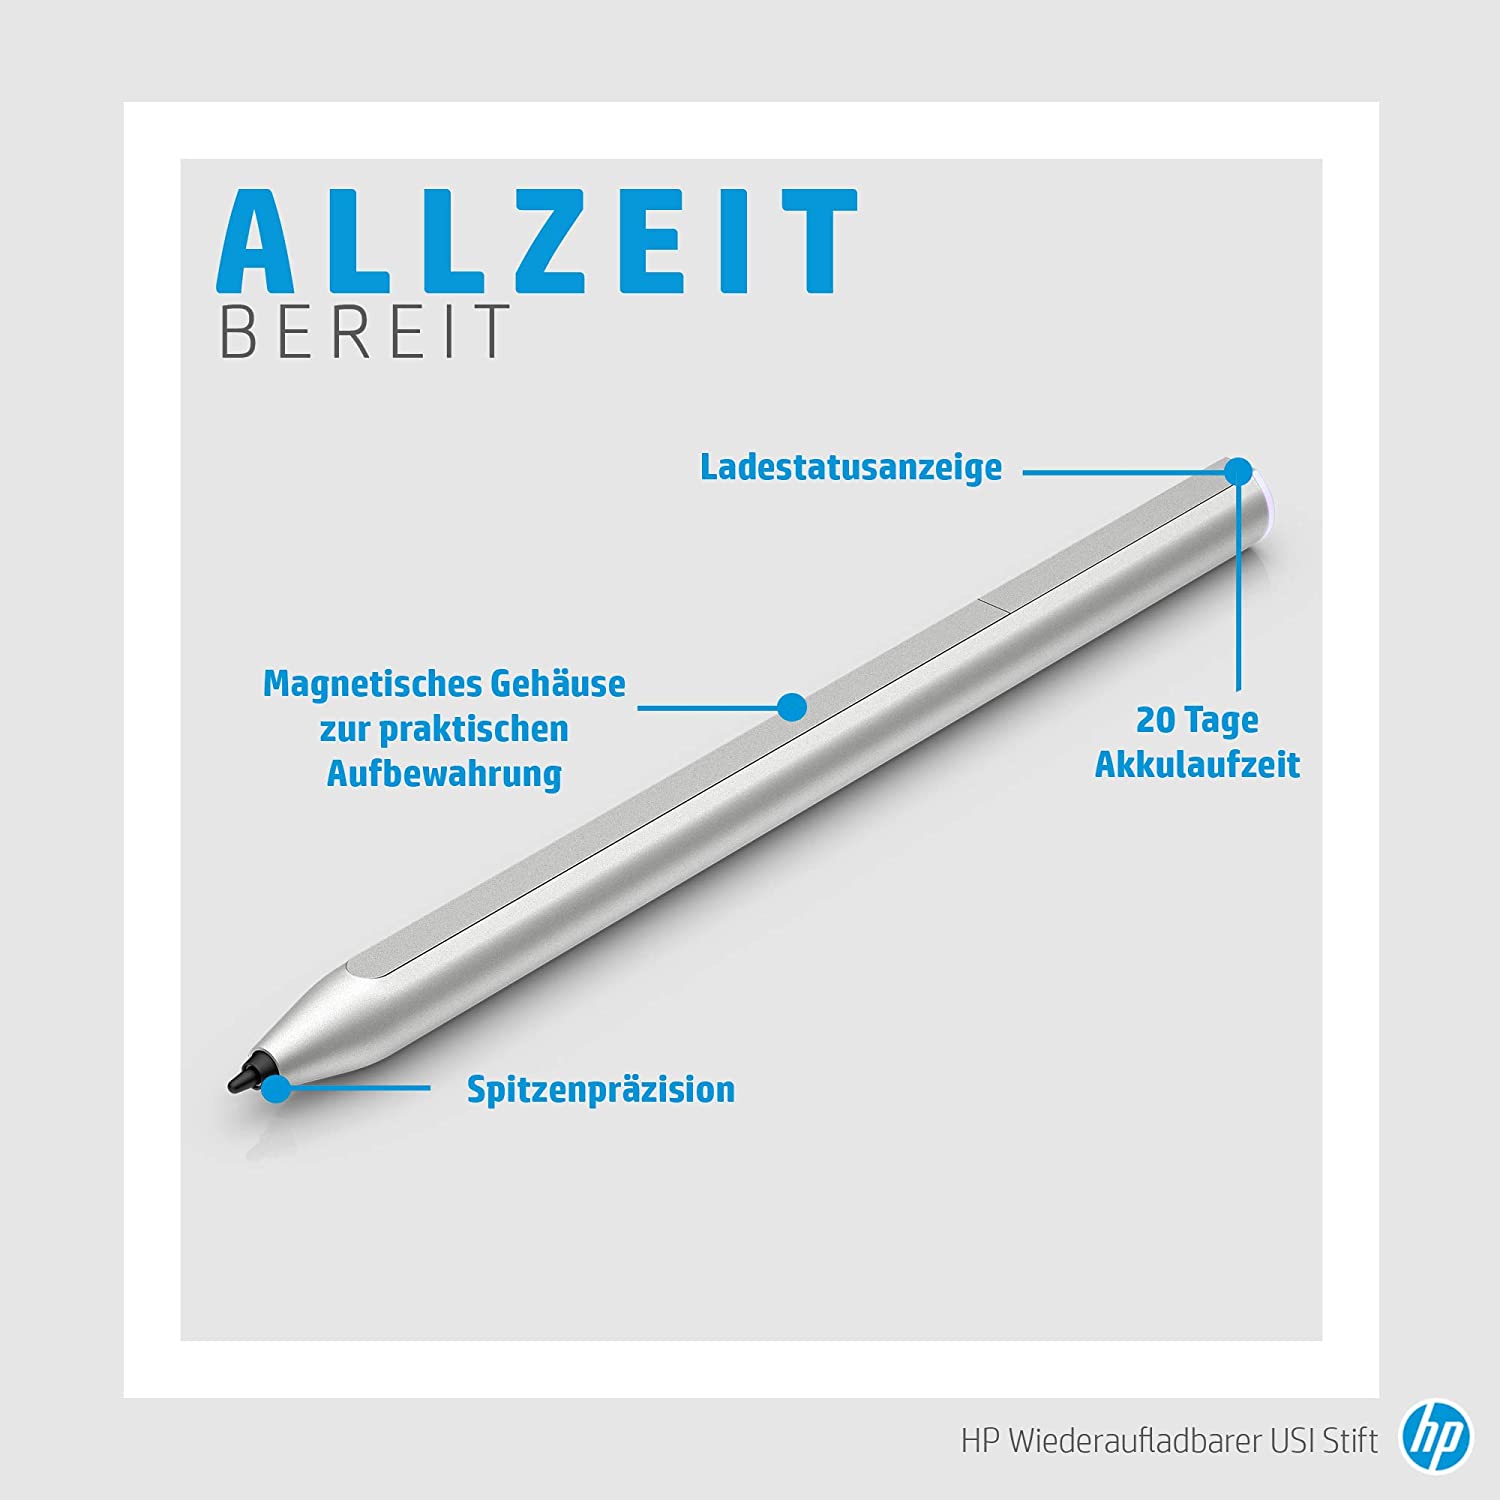 ALLZEIT
BEREIT
Ladestatusanzeige
Magnetisches Gehäuse
zur praktischen
Aufbewahrung
20 Tage
Akkulaufzeit
Spitzenpräzision
HP Wiederaufladbarer USI Stift
hp